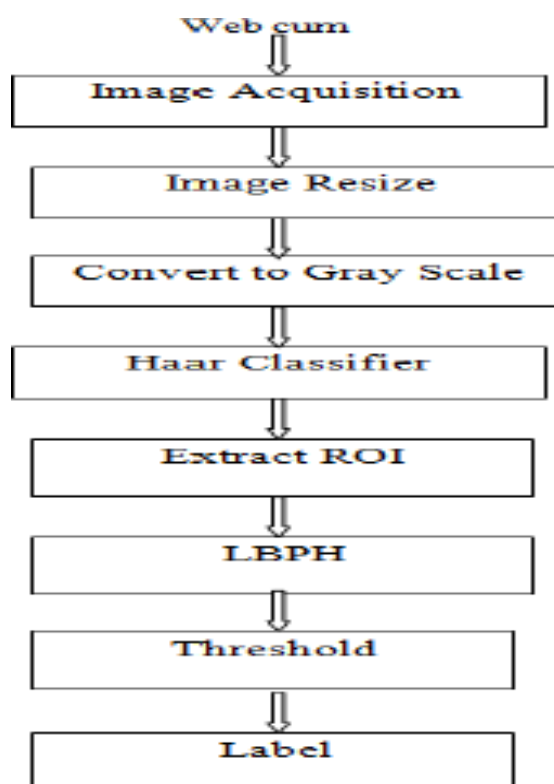 Web cum
Image Acquisition
Image Resize
Convert to Gray Scale
Haar Classifier
Extract ROI
LBPH
Threshold
Label